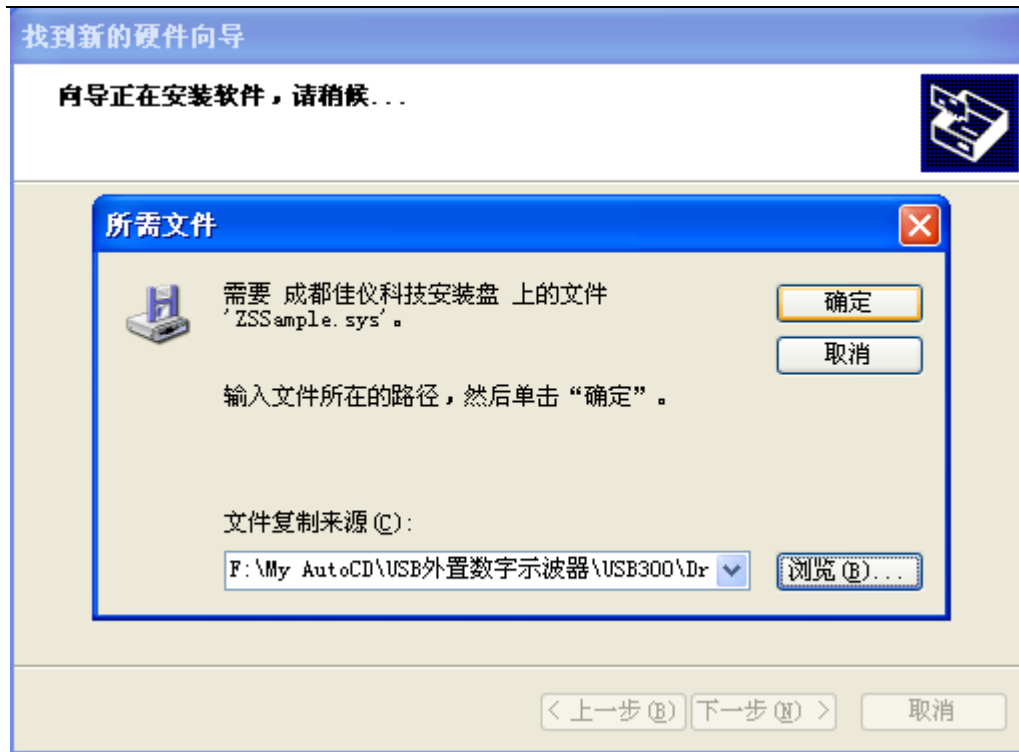 找到新的硬件向导
向导正在安装软件，请稍候...
所需文件
需要 成都佳仪科技安装盘 上的文件
'ZSSample.sys'。
确定
取消
输入文件所在的路径，然后单击“确定”。
文件复制来源(C):
F:\My AutoCD\USB外置数字示波器\USB300\Dr
浏览(B)...
< 上一步(B)
下一步(N) >
取消